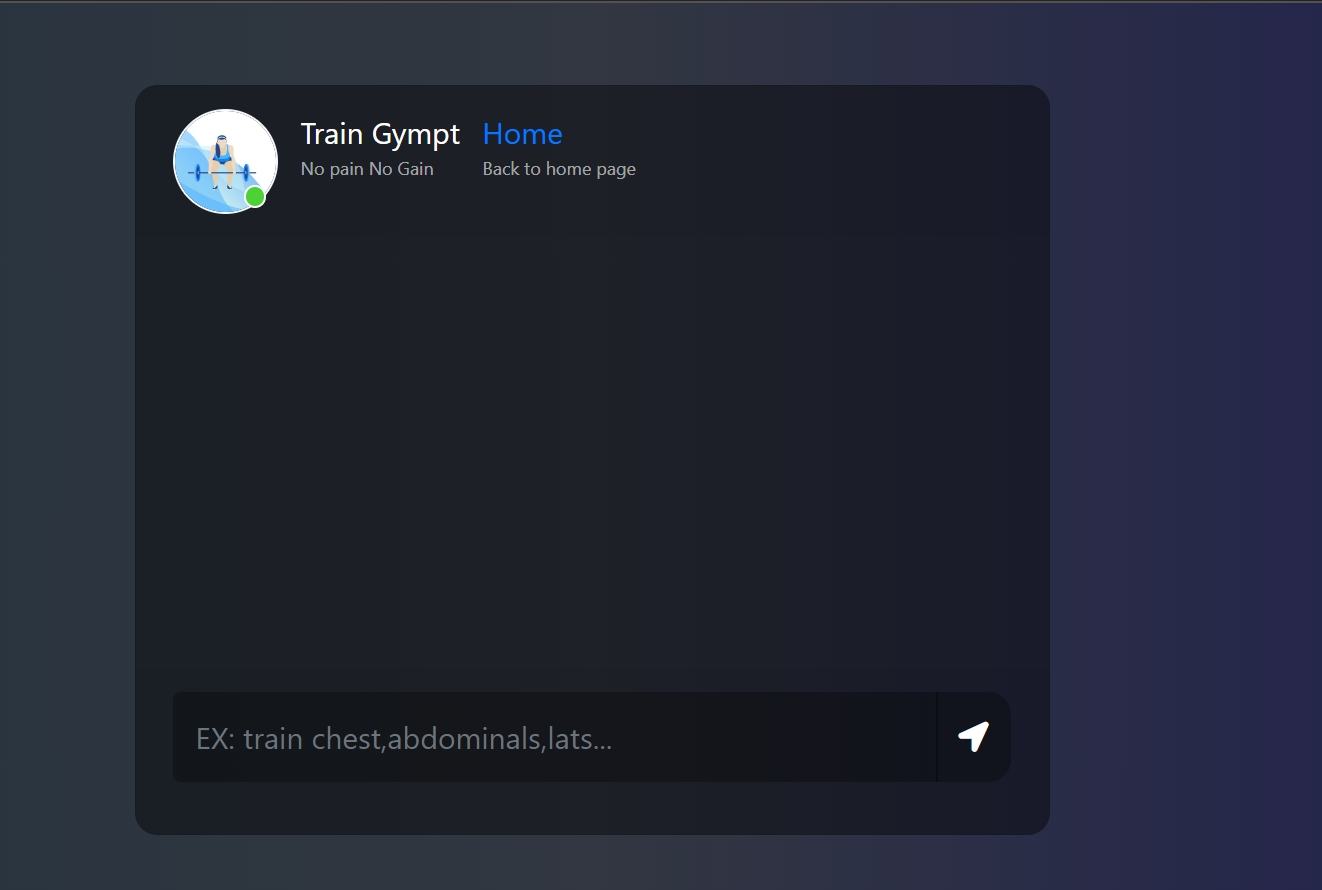 Train Gympt
No pain No Gain
Home
Back to home page
EX: train chest,abdominals,lats...